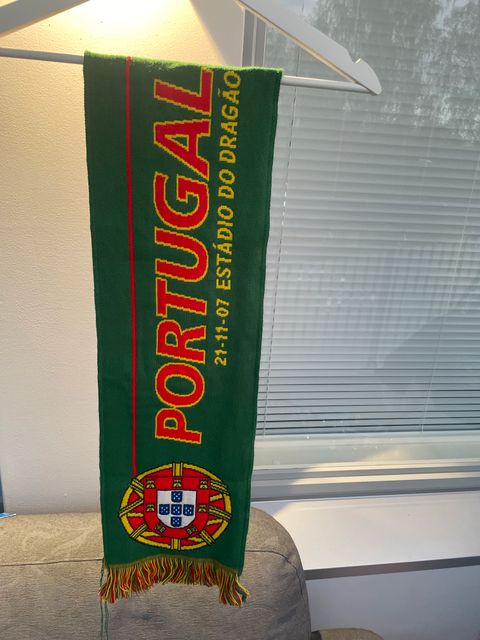 PORTUGAL
21-11-07 ESTÁDIO DO DRAGÃO